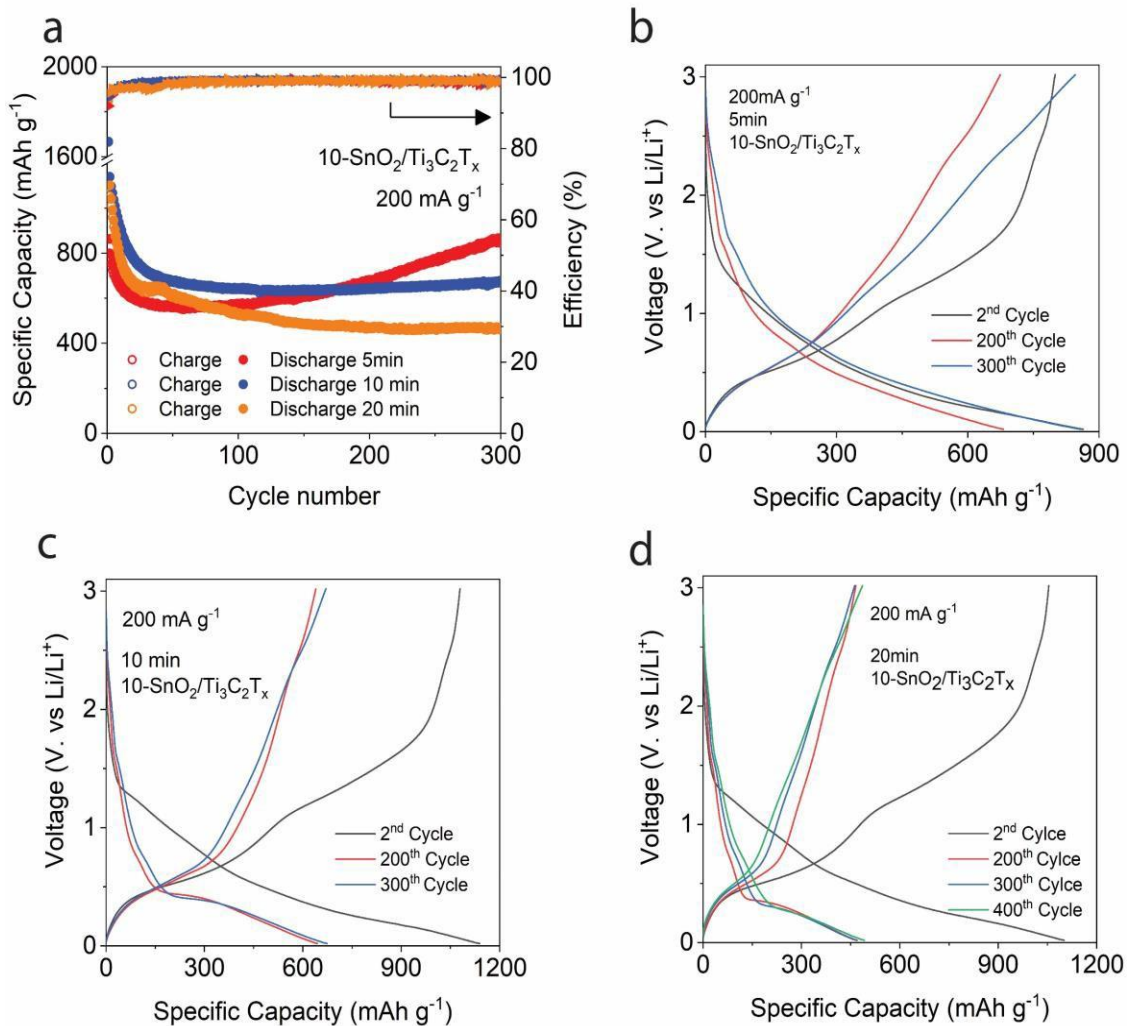 a
2000
1600
800
400
0
Specific Capacity (mAh g⁻¹)
10-SnO₂/Ti₃C₂Tₓ
200 mA g⁻¹
Charge Discharge 5min
Charge Discharge 10 min
Charge Discharge 20 min
0 100 200 300
Cycle number
100
80
60
40
20
0
Efficiency (%)
b
3
2
1
0
Voltage (V. vs Li/Li⁺)
200mA g⁻¹
5min
10-SnO₂/Ti₃C₂Tₓ
2ⁿᵈ Cycle
200ᵗʰ Cycle
300ᵗʰ Cycle
0 300 600 900
Specific Capacity (mAh g⁻¹)
c
3
2
1
0
Voltage (V. vs Li/Li⁺)
200 mA g⁻¹
10 min
10-SnO₂/Ti₃C₂Tₓ
2ⁿᵈ Cycle
200ᵗʰ Cycle
300ᵗʰ Cycle
0 300 600 900 1200
Specific Capacity (mAh g⁻¹)
d
3
2
1
0
Voltage (V. vs Li/Li⁺)
200 mA g⁻¹
20min
10-SnO₂/Ti₃C₂Tₓ
2ⁿᵈ Cylce
200ᵗʰ Cylce
300ᵗʰ Cylce
400ᵗʰ Cycle
0 300 600 900 1200
Specific Capacity (mAh g⁻¹)